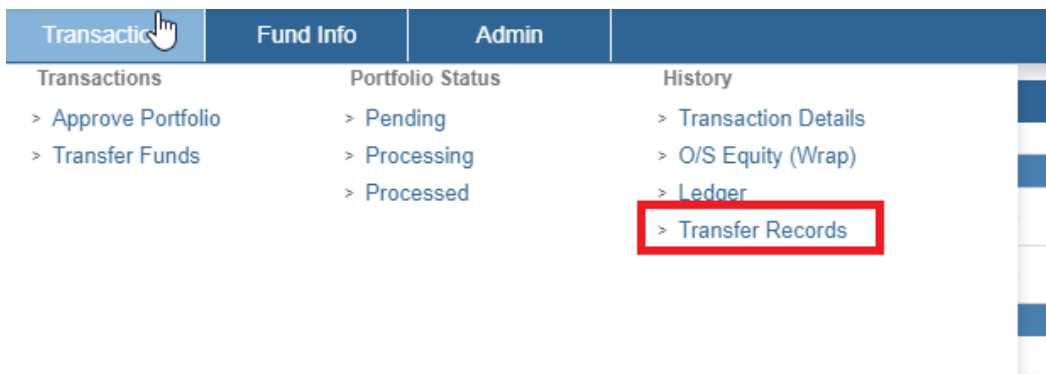 Transactio Fund Info Admin
Transactions Portfolio Status History
> Approve Portfolio > Pending > Transaction Details
> Transfer Funds > Processing > O/S Equity (Wrap)
> Processed > Ledger
> Transfer Records